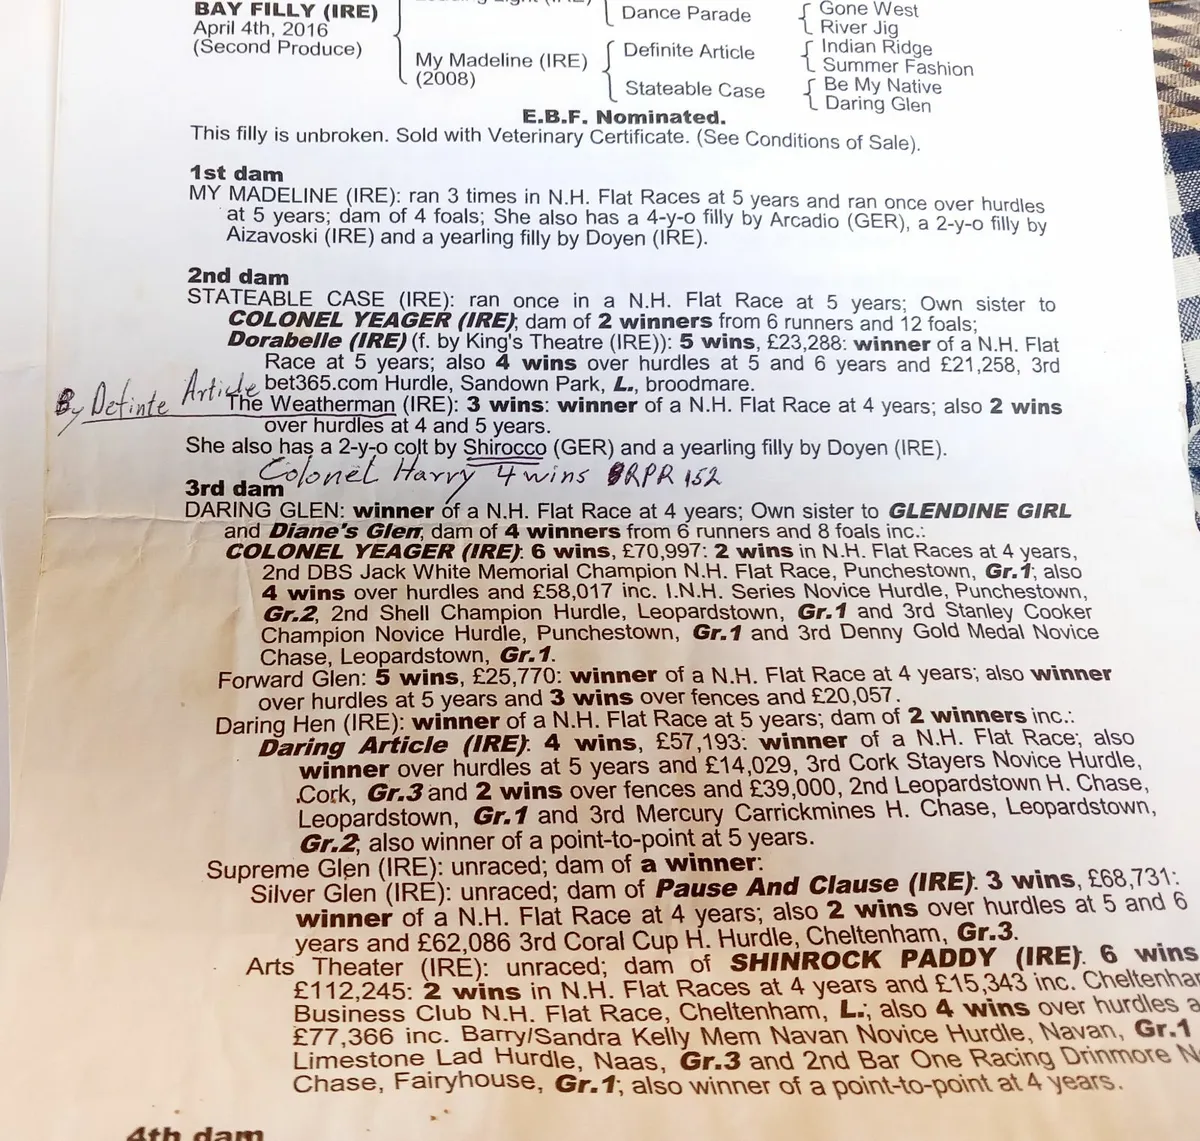 BAY FILLY (IRE)
April 4th, 2016
(Second Produce)
Dance Parade
Gone West
River Jig
My Madeline (IRE)
(2008)
Definite Article
Indian Ridge
Summer Fashion
Stateable Case
Be My Native
Daring Glen
E.B.F. Nominated.
This filly is unbroken. Sold with Veterinary Certificate. (See Conditions of Sale).
1st dam
MY MADELINE (IRE): ran 3 times in N.H. Flat Races at 5 years and ran once over hurdles
at 5 years; dam of 4 foals; She also has a 4-y-o filly by Arcadio (GER), a 2-y-o filly by
Aizavoski (IRE) and a yearling filly by Doyen (IRE).
2nd dam
STATEABLE CASE (IRE): ran once in a N.H. Flat Race at 5 years; Own sister to
COLONEL YEAGER (IRE); dam of 2 winners from 6 runners and 12 foals;
Dorabelle (IRE) (f. by King's Theatre (IRE)): 5 wins, £23,288: winner of a N.H. Flat
Race at 5 years; also 4 wins over hurdles at 5 and 6 years and £21,258, 3rd
bet365.com Hurdle, Sandown Park, L., broodmare.
By Definte Article
The Weatherman (IRE): 3 wins: winner of a N.H. Flat Race at 4 years; also 2 wins
over hurdles at 4 and 5 years.
She also has a 2-y-o colt by Shirocco (GER) and a yearling filly by Doyen (IRE).
Colonel Harry 4 wins RPR 152
3rd dam
DARING GLEN: winner of a N.H. Flat Race at 4 years; Own sister to GLENDINE GIRL
and Diane's Glen; dam of 4 winners from 6 runners and 8 foals inc.:
COLONEL YEAGER (IRE): 6 wins, £70,997: 2 wins in N.H. Flat Races at 4 years,
2nd DBS Jack White Memorial Champion N.H. Flat Race, Punchestown, Gr.1; also
4 wins over hurdles and £58,017 inc. I.N.H. Series Novice Hurdle, Punchestown,
Gr.2, 2nd Shell Champion Hurdle, Leopardstown, Gr.1 and 3rd Stanley Cooker
Champion Novice Hurdle, Punchestown, Gr.1 and 3rd Denny Gold Medal Novice
Chase, Leopardstown, Gr.1.
Forward Glen: 5 wins, £25,770: winner of a N.H. Flat Race at 4 years; also winner
over hurdles at 5 years and 3 wins over fences and £20,057.
Daring Hen (IRE): winner of a N.H. Flat Race at 5 years; dam of 2 winners inc.:
Daring Article (IRE): 4 wins, £57,193: winner of a N.H. Flat Race; also
winner over hurdles at 5 years and £14,029, 3rd Cork Stayers Novice Hurdle,
Cork, Gr.3 and 2 wins over fences and £39,000, 2nd Leopardstown H. Chase,
Leopardstown, Gr.1 and 3rd Mercury Carrickmines H. Chase, Leopardstown,
Gr.2; also winner of a point-to-point at 5 years.
Supreme Glen (IRE): unraced; dam of a winner:
Silver Glen (IRE): unraced; dam of Pause And Clause (IRE): 3 wins, £68,731:
winner of a N.H. Flat Race at 4 years; also 2 wins over hurdles at 5 and 6
years and £62,086 3rd Coral Cup H. Hurdle, Cheltenham, Gr.3.
Arts Theater (IRE): unraced; dam of SHINROCK PADDY (IRE): 6 wins
£112,245: 2 wins in N.H. Flat Races at 4 years and £15,343 inc. Cheltenha
Business Club N.H. Flat Race, Cheltenham, L.; also 4 wins over hurdles a
£77,366 inc. Barry/Sandra Kelly Mem Navan Novice Hurdle, Navan, Gr.1
Limestone Lad Hurdle, Naas, Gr.3 and 2nd Bar One Racing Drinmore N
Chase, Fairyhouse, Gr.1; also winner of a point-to-point at 4 years.
4th dam